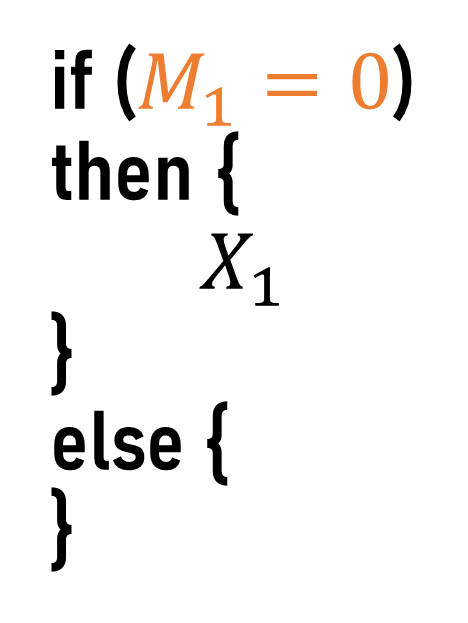 if (M₁ = 0)
then {
X₁
}
else {
}